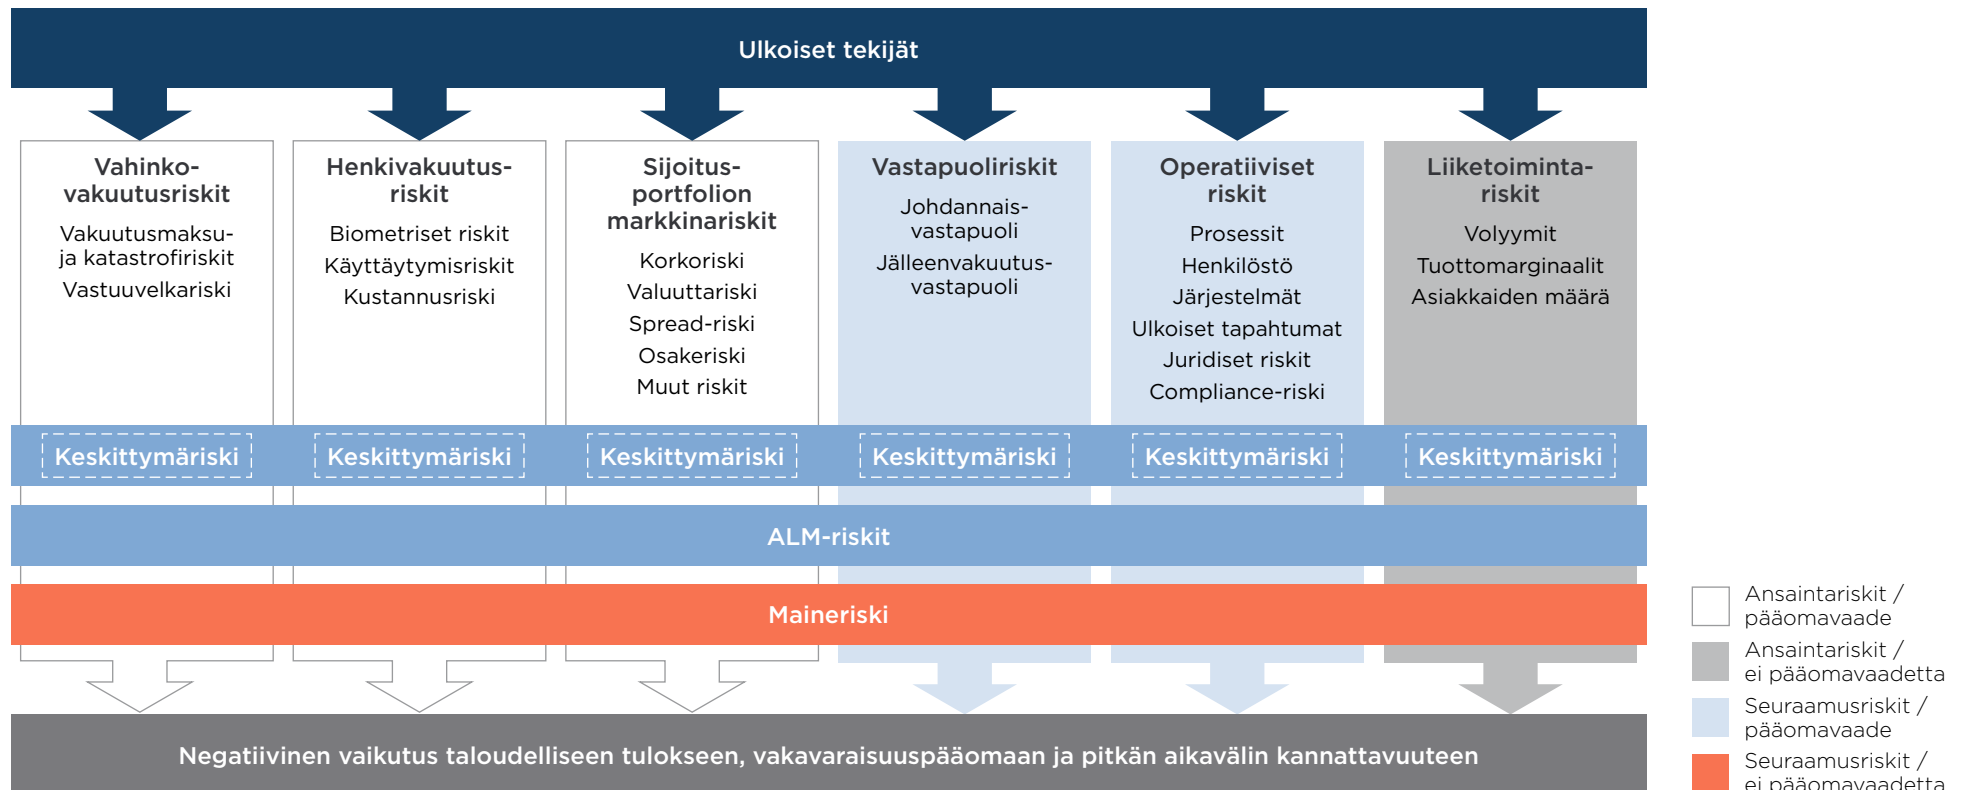 Ulkoiset tekijät
Vahinko-
vakuutusriskit
Vakuutusmaksu-
ja katastrofiriskit
Vastuuvelkariski
Henkivakuutus-
riskit
Biometriset riskit
Käyttäytymisriskit
Kustannusriski
Sijoitus-
portfolion
markkinariskit
Korkoriski
Valuuttariski
Spread-riski
Osakeriski
Muut riskit
Vastapuoliriskit
Johdannais-
vastapuoli
Jälleenvakuutus-
vastapuoli
Operatiiviset
riskit
Prosessit
Henkilöstö
Järjestelmät
Ulkoiset tapahtumat
Juridiset riskit
Compliance-riski
Liiketoiminta-
riskit
Volyymit
Tuottomarginaalit
Asiakkaiden määrä
Keskittymäriski
Keskittymäriski
Keskittymäriski
Keskittymäriski
Keskittymäriski
Keskittymäriski
ALM-riskit
Maineriski
Negatiivinen vaikutus taloudelliseen tulokseen, vakavaraisuuspääomaan ja pitkän aikavälin kannattavuuteen
Ansaintariskit /
pääomavaade
Ansaintariskit /
ei pääomavaadetta
Seuraamusriskit /
pääomavaade
Seuraamusriskit /
ei pääomavaadetta